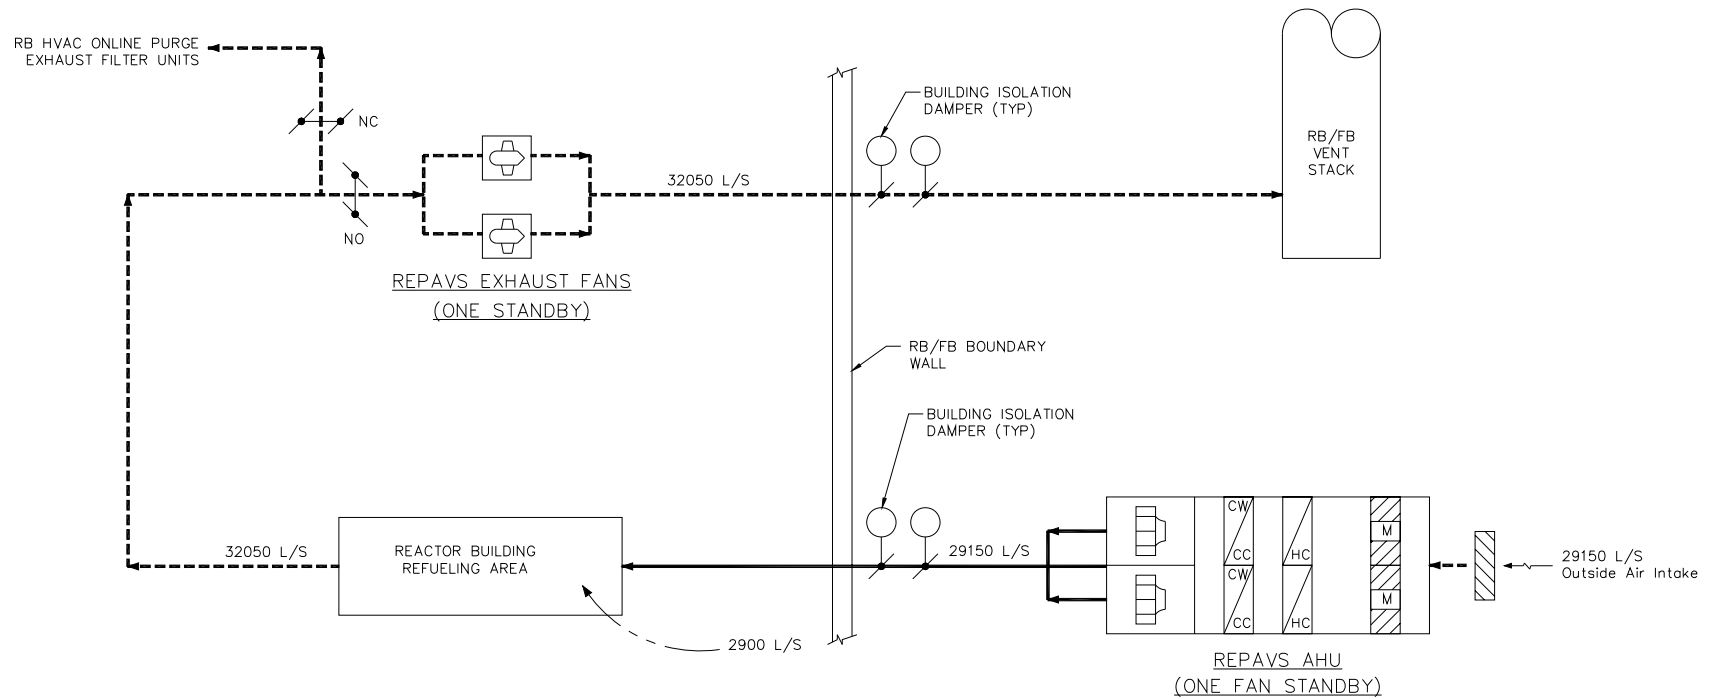 RB HVAC ONLINE PURGE
EXHAUST FILTER UNITS
NC
NO
REPAVS EXHAUST FANS
(ONE STANDBY)
32050 L/S
BUILDING ISOLATION
DAMPER (TYP)
RB/FB
VENT
STACK
RB/FB BOUNDARY
WALL
BUILDING ISOLATION
DAMPER (TYP)
32050 L/S
REACTOR BUILDING
REFUELING AREA
2900 L/S
29150 L/S
CW
CC
HC
M
CW
CC
HC
M
29150 L/S
Outside Air Intake
REPAVS AHU
(ONE FAN STANDBY)